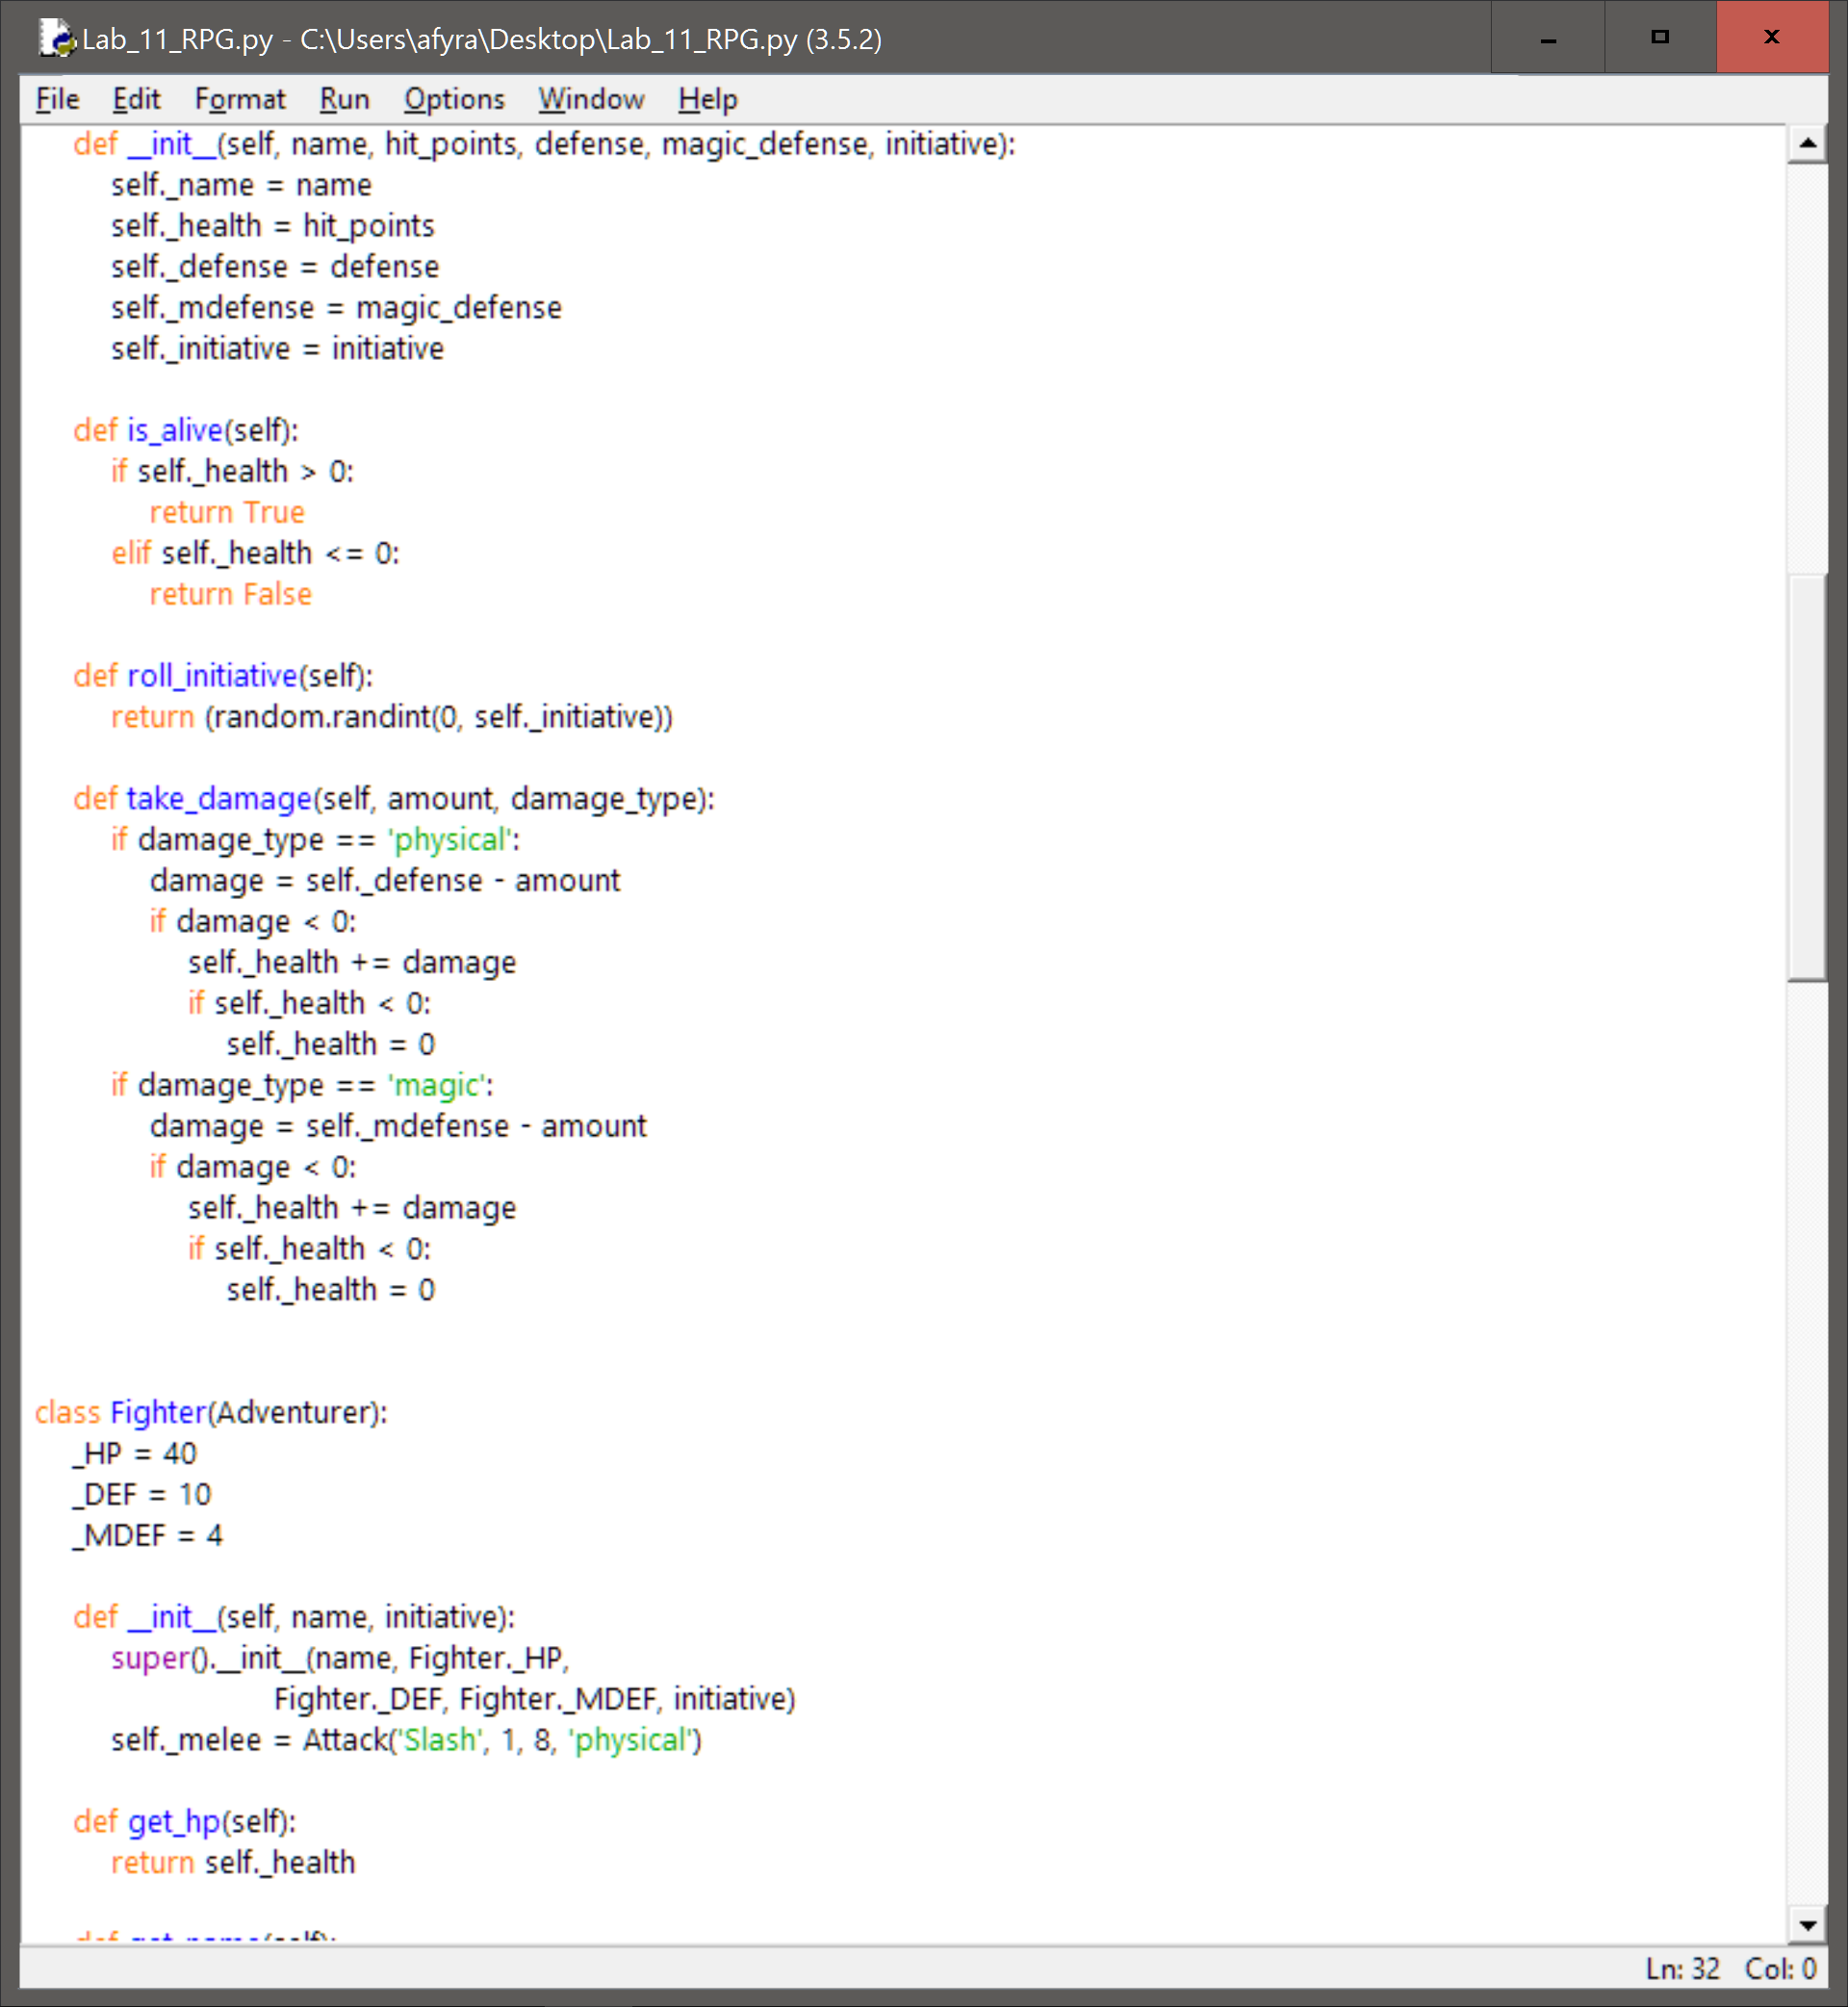 Lab_11_RPG.py - C:\Users\afyra\Desktop\Lab_11_RPG.py (3.5.2)
File Edit Format Run Options Window Help
def __init__(self, name, hit_points, defense, magic_defense, initiative):
self._name = name
self._health = hit_points
self._defense = defense
self._mdefense = magic_defense
self._initiative = initiative
def is_alive(self):
if self._health > 0:
return True
elif self._health <= 0:
return False
def roll_initiative(self):
return (random.randint(0, self._initiative))
def take_damage(self, amount, damage_type):
if damage_type == 'physical':
damage = self._defense - amount
if damage < 0:
self._health += damage
if self._health < 0:
self._health = 0
if damage_type == 'magic':
damage = self._mdefense - amount
if damage < 0:
self._health += damage
if self._health < 0:
self._health = 0
class Fighter(Adventurer):
_HP = 40
_DEF = 10
_MDEF = 4
def __init__(self, name, initiative):
super().__init__(name, Fighter._HP,
Fighter._DEF, Fighter._MDEF, initiative)
self._melee = Attack('Slash', 1, 8, 'physical')
def get_hp(self):
return self._health
def get_name(self):
Ln: 32 Col: 0